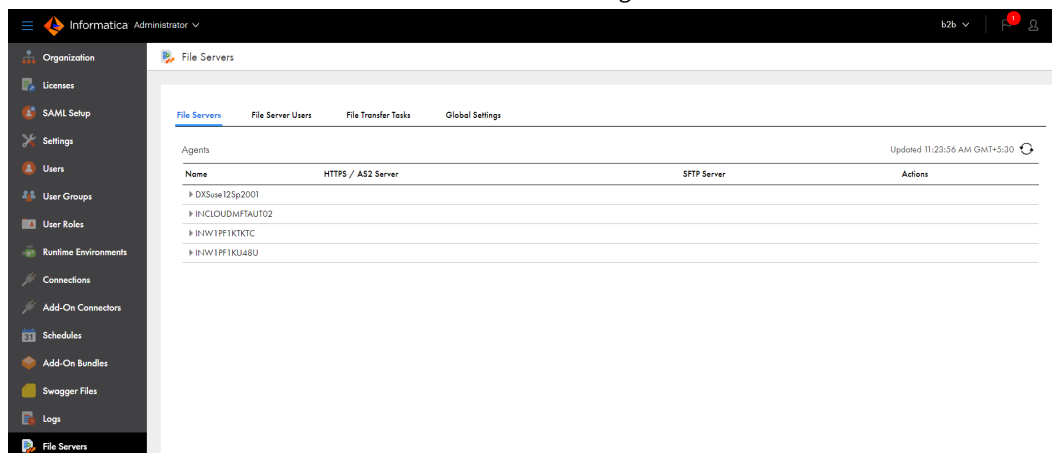 Informatica Administrator
b2b
1
Organization
Licenses
SAML Setup
Settings
Users
User Groups
User Roles
Runtime Environments
Connections
Add-On Connectors
31 Schedules
Add-On Bundles
Swagger Files
Logs
File Servers
File Servers
File Servers File Server Users File Transfer Tasks Global Settings
Agents Updated 11:23:56 AM GMT+5:30
Name HTTPS / AS2 Server SFTP Server Actions
DXSuse12Sp2001
INCLOUDMFTAUT02
INW1PF1KTKTC
INW1PF1KU48U